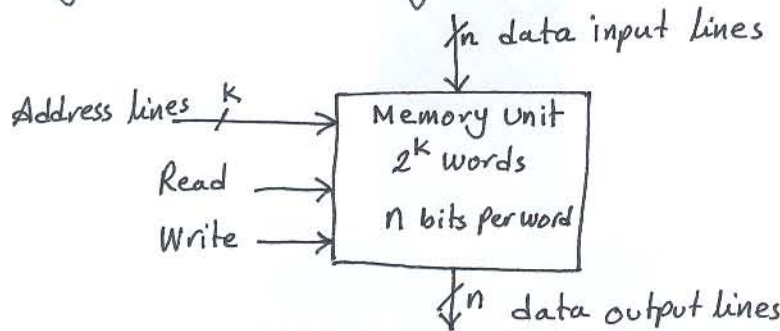 n data input lines
Address lines k
Memory unit
2^k words
Read
n bits per word
Write
n data output lines